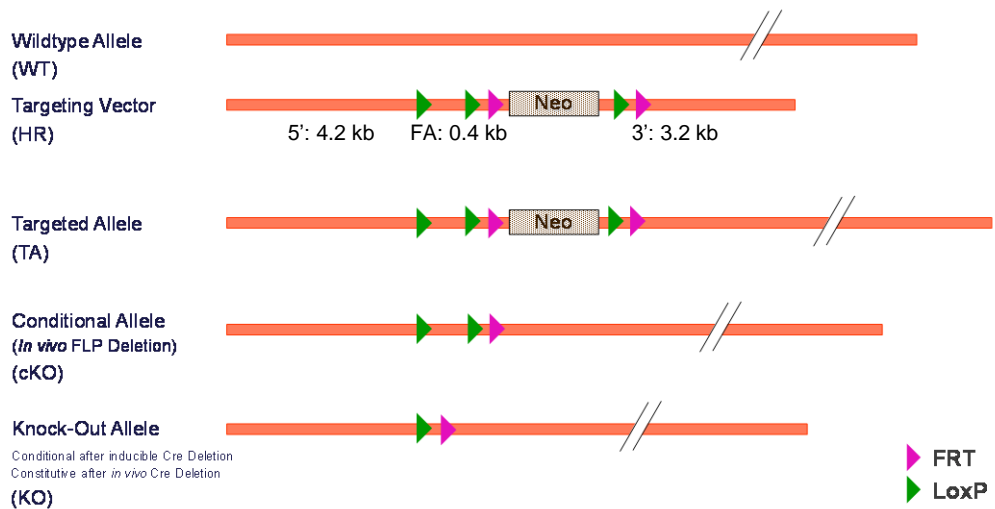 Wildtype Allele
(WT)
Targeting Vector
(HR)
Neo
5': 4.2 kb
FA: 0.4 kb
3': 3.2 kb
Targeted Allele
(TA)
Neo
Conditional Allele
(In vivo FLP Deletion)
(cKO)
Knock-Out Allele
Conditional after inducible Cre Deletion
Constitutive after in vivo Cre Deletion
(KO)
FRT
LoxP